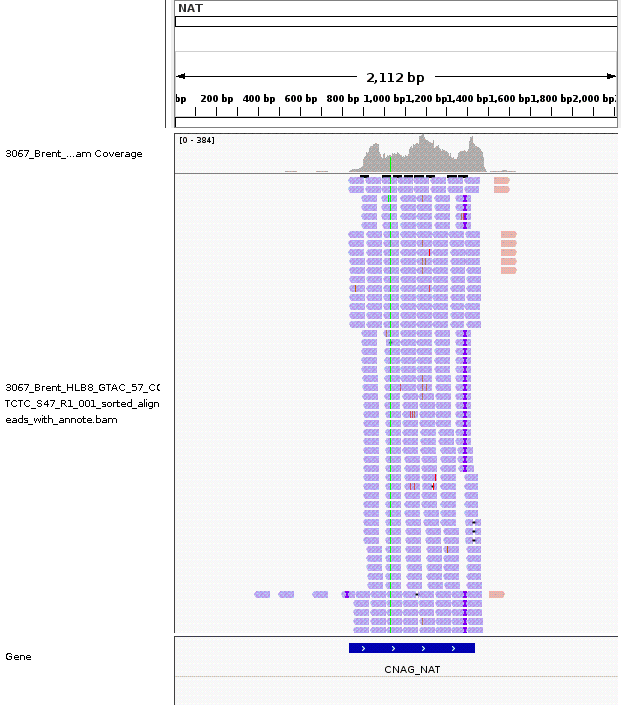 NAT
2,112 bp
bp 200 bp 400 bp 600 bp 800 bp 1,000 bp 1,200 bp 1,400 bp 1,600 bp 1,800 bp 2,000 bp
[0 - 384]
3067_Brent_...am Coverage
3067_Brent_HLB8_GTAC_57_CC
TCTC_S47_R1_001_sorted_align
eads_with_annote.bam
Gene
CNAG_NAT